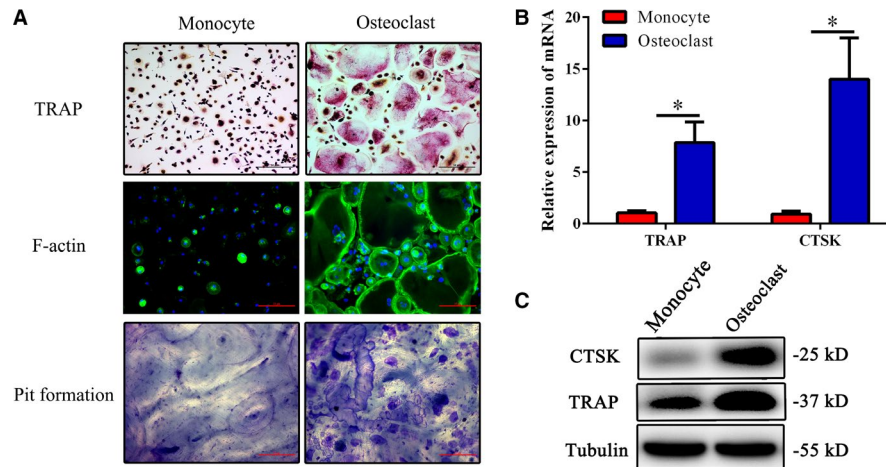 A
Monocyte
Osteoclast
TRAP
F-actin
Pit formation
B
Monocyte
Osteoclast
*
*
Relative expression of mRNA
20
15
10
5
0
TRAP
CTSK
C
Monocyte
Osteoclast
CTSK
-25 kD
TRAP
-37 kD
Tubulin
-55 kD